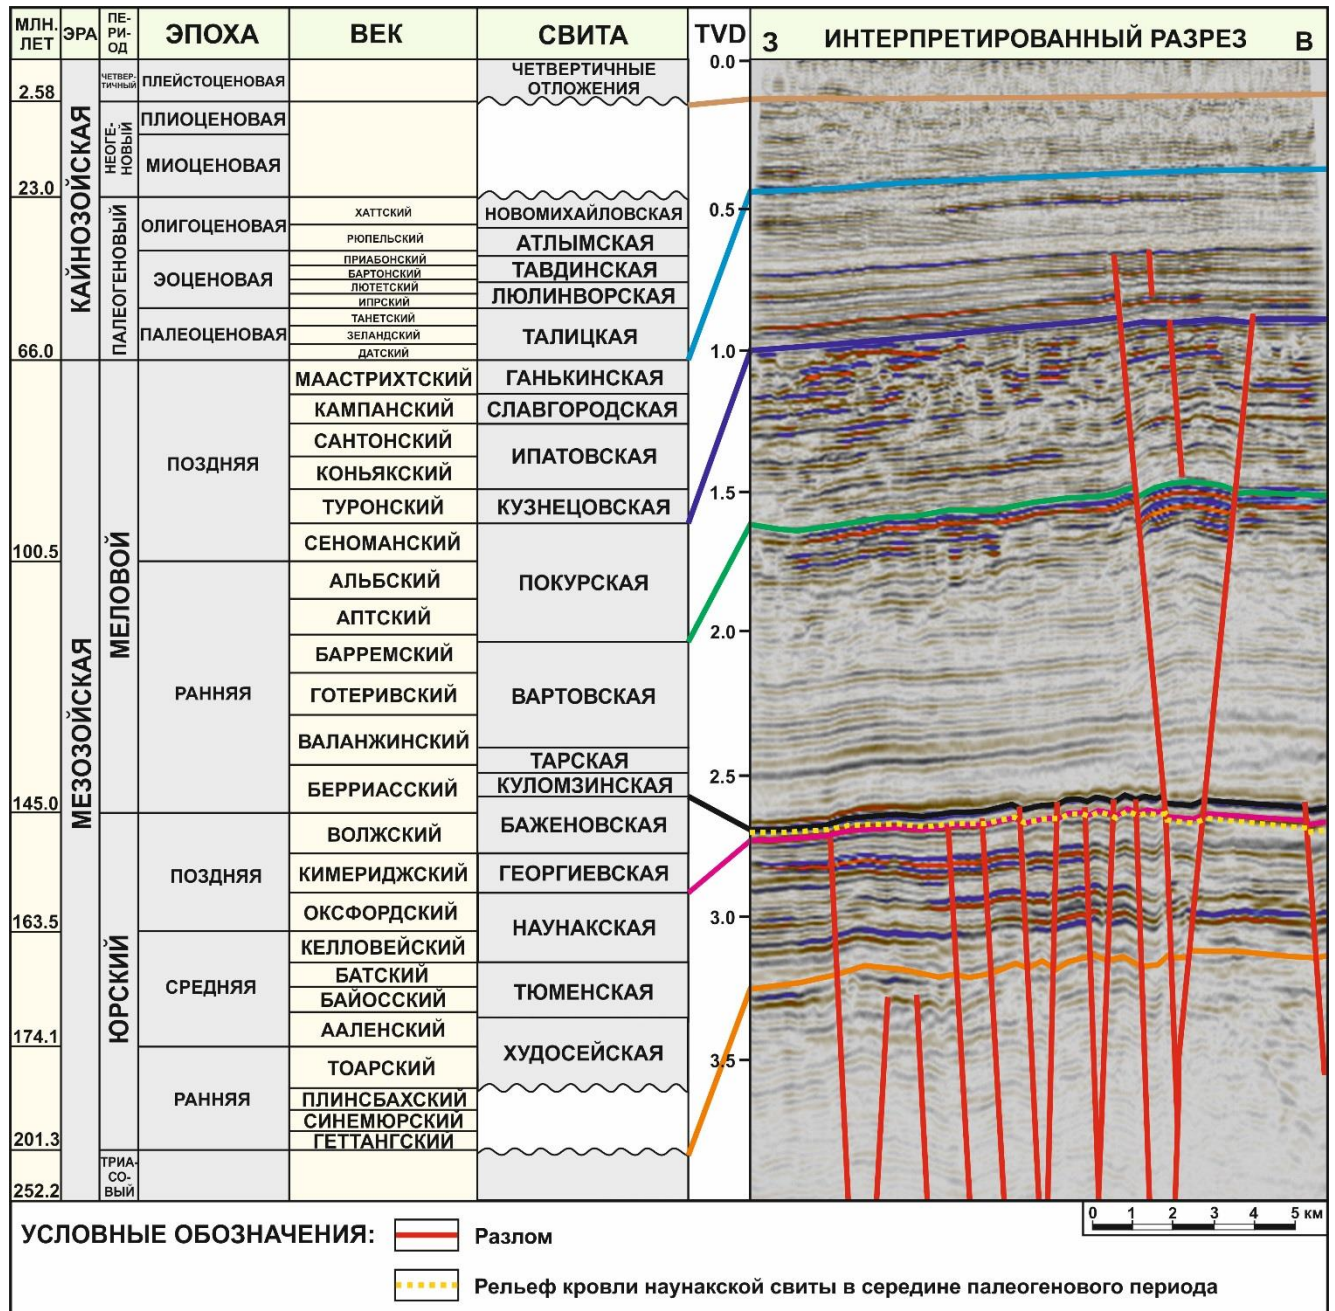 МЛН. ЛЕТ
ЭРА
ПЕ-
РИ-
ОД
ЭПОХА
ВЕК
СВИТА
TVD
З
ИНТЕРПРЕТИРОВАННЫЙ РАЗРЕЗ
В
2.58
23.0
66.0
100.5
145.0
163.5
174.1
201.3
252.2
КАЙНОЗОЙСКАЯ
МЕЗОЗОЙСКАЯ
ЧЕТВЕР-
ТИЧНЫЙ
НЕОГЕ-
НОВЫЙ
ПАЛЕОГЕНОВЫЙ
МЕЛОВОЙ
ЮРСКИЙ
ТРИА-
СО-
ВЫЙ
ПЛЕЙСТОЦЕНОВАЯ
ПЛИОЦЕНОВАЯ
МИОЦЕНОВАЯ
ОЛИГОЦЕНОВАЯ
ЭОЦЕНОВАЯ
ПАЛЕОЦЕНОВАЯ
ПОЗДНЯЯ
РАННЯЯ
ПОЗДНЯЯ
СРЕДНЯЯ
РАННЯЯ
ХАТТСКИЙ
РЮПЕЛЬСКИЙ
ПРИАБОНСКИЙ
БАРТОНСКИЙ
ЛЮТЕТСКИЙ
ИПРСКИЙ
ТАНЕТСКИЙ
ЗЕЛАНДСКИЙ
ДАТСКИЙ
МААСТРИХТСКИЙ
КАМПАНСКИЙ
САНТОНСКИЙ
КОНЬЯКСКИЙ
ТУРОНСКИЙ
СЕНОМАНСКИЙ
АЛЬБСКИЙ
АПТСКИЙ
БАРРЕМСКИЙ
ГОТЕРИВСКИЙ
ВАЛАНЖИНСКИЙ
БЕРРИАССКИЙ
ВОЛЖСКИЙ
КИМЕРИДЖСКИЙ
ОКСФОРДСКИЙ
КЕЛЛОВЕЙСКИЙ
БАТСКИЙ
БАЙОССКИЙ
ААЛЕНСКИЙ
ТОАРСКИЙ
ПЛИНСБАХСКИЙ
СИНЕМЮРСКИЙ
ГЕТТАНГСКИЙ
ЧЕТВЕРТИЧНЫЕ
ОТЛОЖЕНИЯ
НОВОМИХАЙЛОВСКАЯ
АТЛЫМСКАЯ
ТАВДИНСКАЯ
ЛЮЛИНВОРСКАЯ
ТАЛИЦКАЯ
ГАНЬКИНСКАЯ
СЛАВГОРОДСКАЯ
ИПАТОВСКАЯ
КУЗНЕЦОВСКАЯ
ПОКУРСКАЯ
ВАРТОВСКАЯ
ТАРСКАЯ
КУЛОМЗИНСКАЯ
БАЖЕНОВСКАЯ
ГЕОРГИЕВСКАЯ
НАУНАКСКАЯ
ТЮМЕНСКАЯ
ХУДОСЕЙСКАЯ
0.0
0.5
1.0
1.5
2.0
2.5
3.0
3.5
0 1 2 3 4 5 км
УСЛОВНЫЕ ОБОЗНАЧЕНИЯ:
Разлом
Рельеф кровли наунакской свиты в середине палеогенового периода